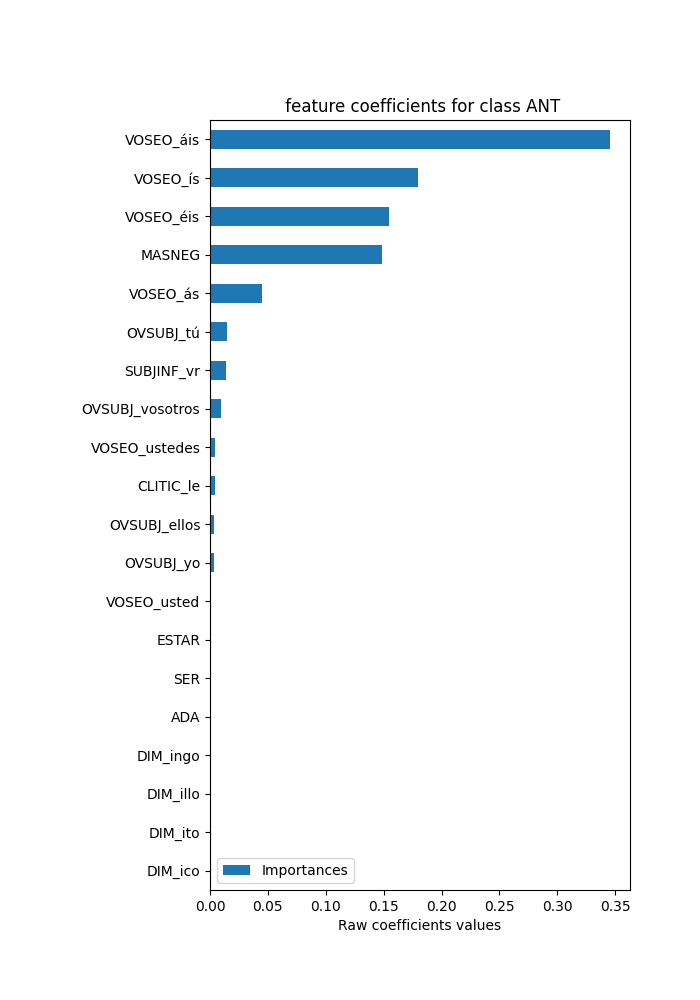 feature coefficients for class ANT
VOSEO_áis
VOSEO_ís
VOSEO_éis
MASNEG
VOSEO_ás
OVSUBJ_tú
SUBJINF_vr
OVSUBJ_vosotros
VOSEO_ustedes
CLITIC_le
OVSUBJ_ellos
OVSUBJ_yo
VOSEO_usted
ESTAR
SER
ADA
DIM_ingo
DIM_illo
DIM_ito
DIM_ico
Importances
0.00 0.05 0.10 0.15 0.20 0.25 0.30 0.35
Raw coefficients values